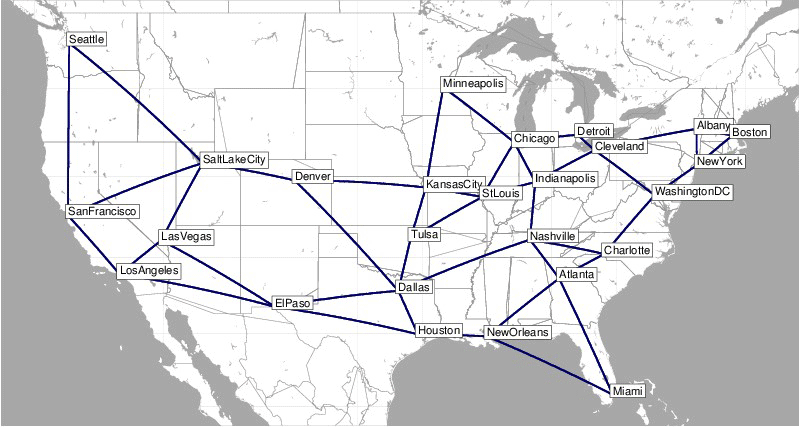 Seattle
Minneapolis
Albany
Boston
Detroit
Chicago
Cleveland
SaltLakeCity
NewYork
Denver
Indianapolis
KansasCity
StLouis
WashingtonDC
SanFrancisco
Tulsa
LasVegas
Nashville
Charlotte
LosAngeles
Atlanta
Dallas
ElPaso
Houston
NewOrleans
Miami